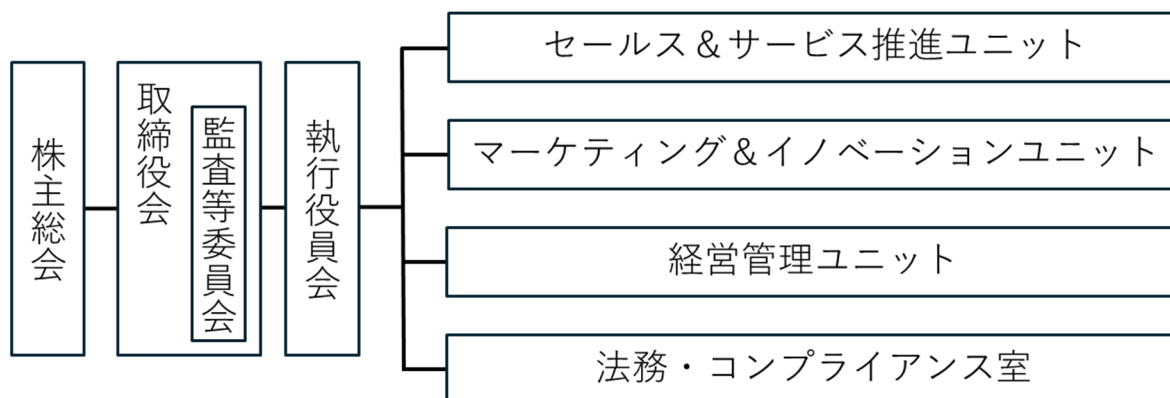 株主総会
取締役会
監査等委員会
執行役員会
セールス＆サービス推進ユニット
マーケティング＆イノベーションユニット
経営管理ユニット
法務・コンプライアンス室